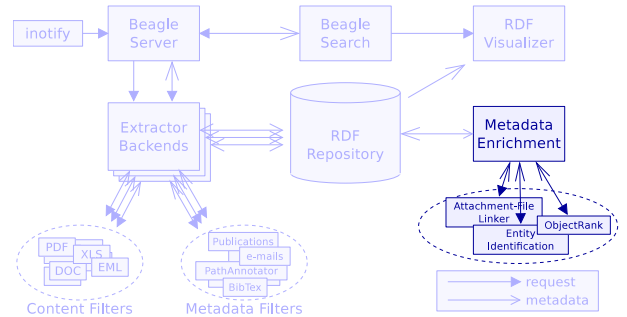 inotify
Beagle
Server
Beagle
Search
RDF
Visualizer
Extractor
Backends
RDF
Repository
Metadata
Enrichment
Attachment-File
Linker
ObjectRank
Entity
Identification
PDF
XLS
DOC
EML
Content Filters
Publications
e-mails
PathAnnotator
BibTex
Metadata Filters
request
metadata